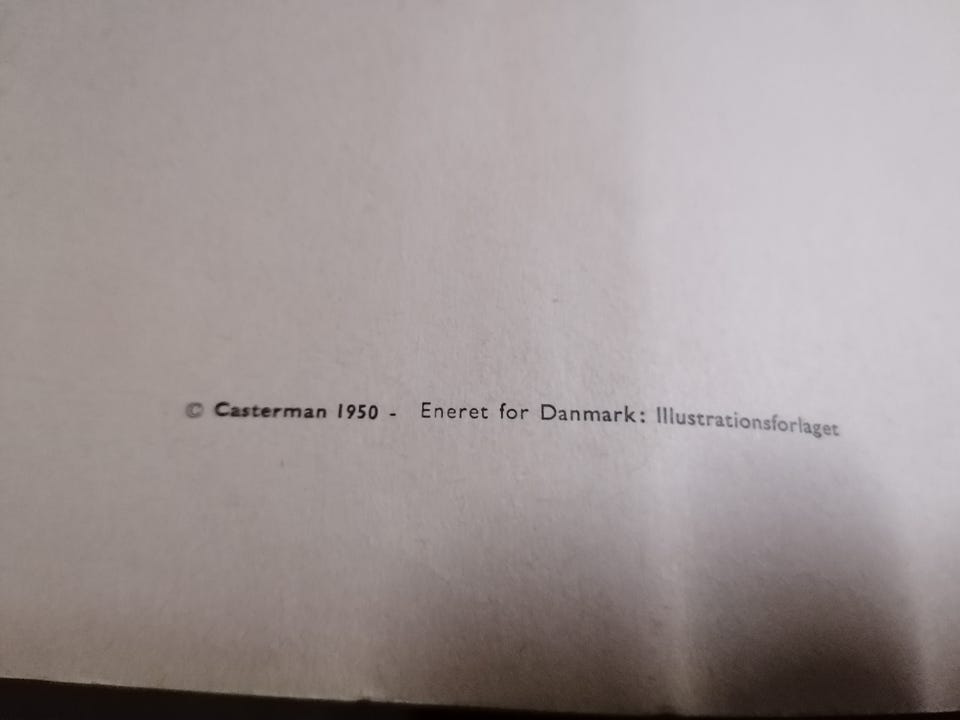 © Casterman 1950 - Eneret for Danmark: Illustrationsforlaget